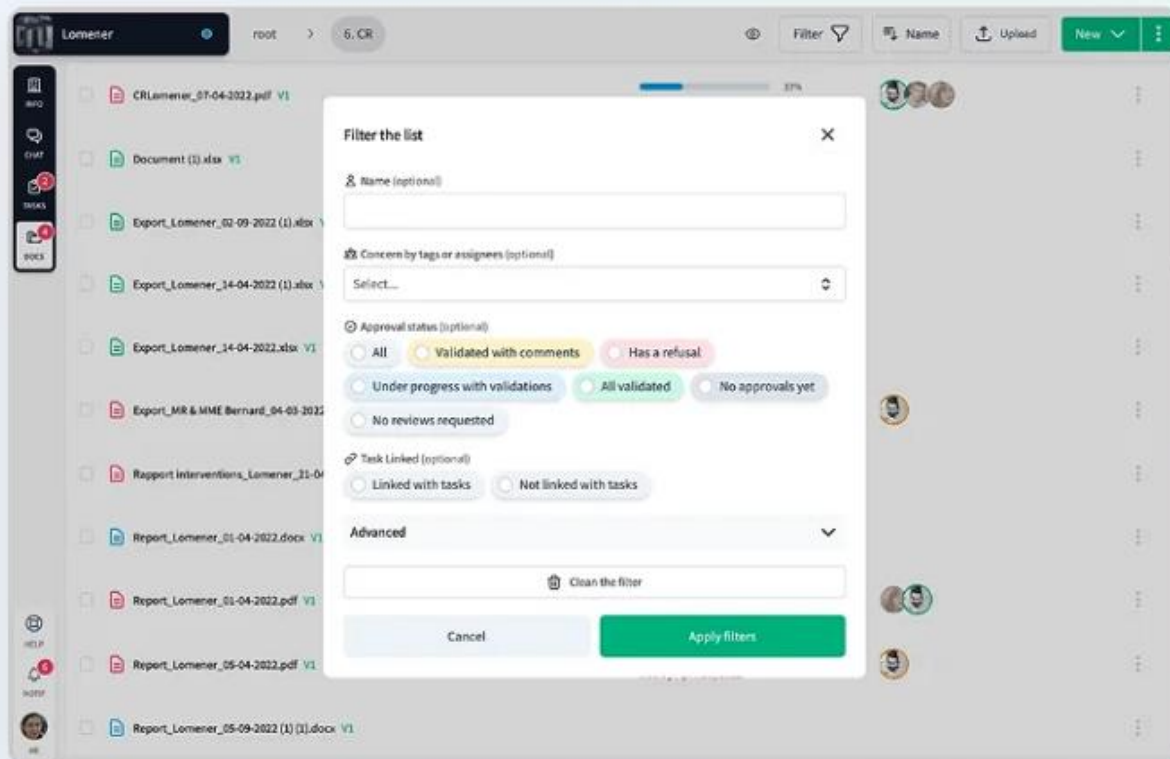 Lomener
root > 6. CR
Filter
Name
Upload
New
INFO
CHAT
2
TASKS
4
DOCS
HELP
6
NOTIF
CRLomener_07-04-2022.pdf V1
37%
Document (1).xlsx V1
Export_Lomener_02-09-2022 (1).xlsx
Export_Lomener_14-04-2022 (1).xlsx
Export_Lomener_14-04-2022.xlsx V1
Export_MR & MME Bernard_04-03-2022
Rapport interventions_Lomener_21-04
Report_Lomener_01-04-2022.docx V1
Report_Lomener_01-04-2022.pdf V1
Report_Lomener_05-04-2022.pdf V1
Report_Lomener_05-09-2022 (1) (1).docx V1
Filter the list
Name (optional)
Concern by tags or assignees (optional)
Select...
Approval status (optional)
All Validated with comments Has a refusal
Under progress with validations All validated No approvals yet
No reviews requested
Task Linked (optional)
Linked with tasks Not linked with tasks
Advanced
Clean the filter
Cancel Apply filters